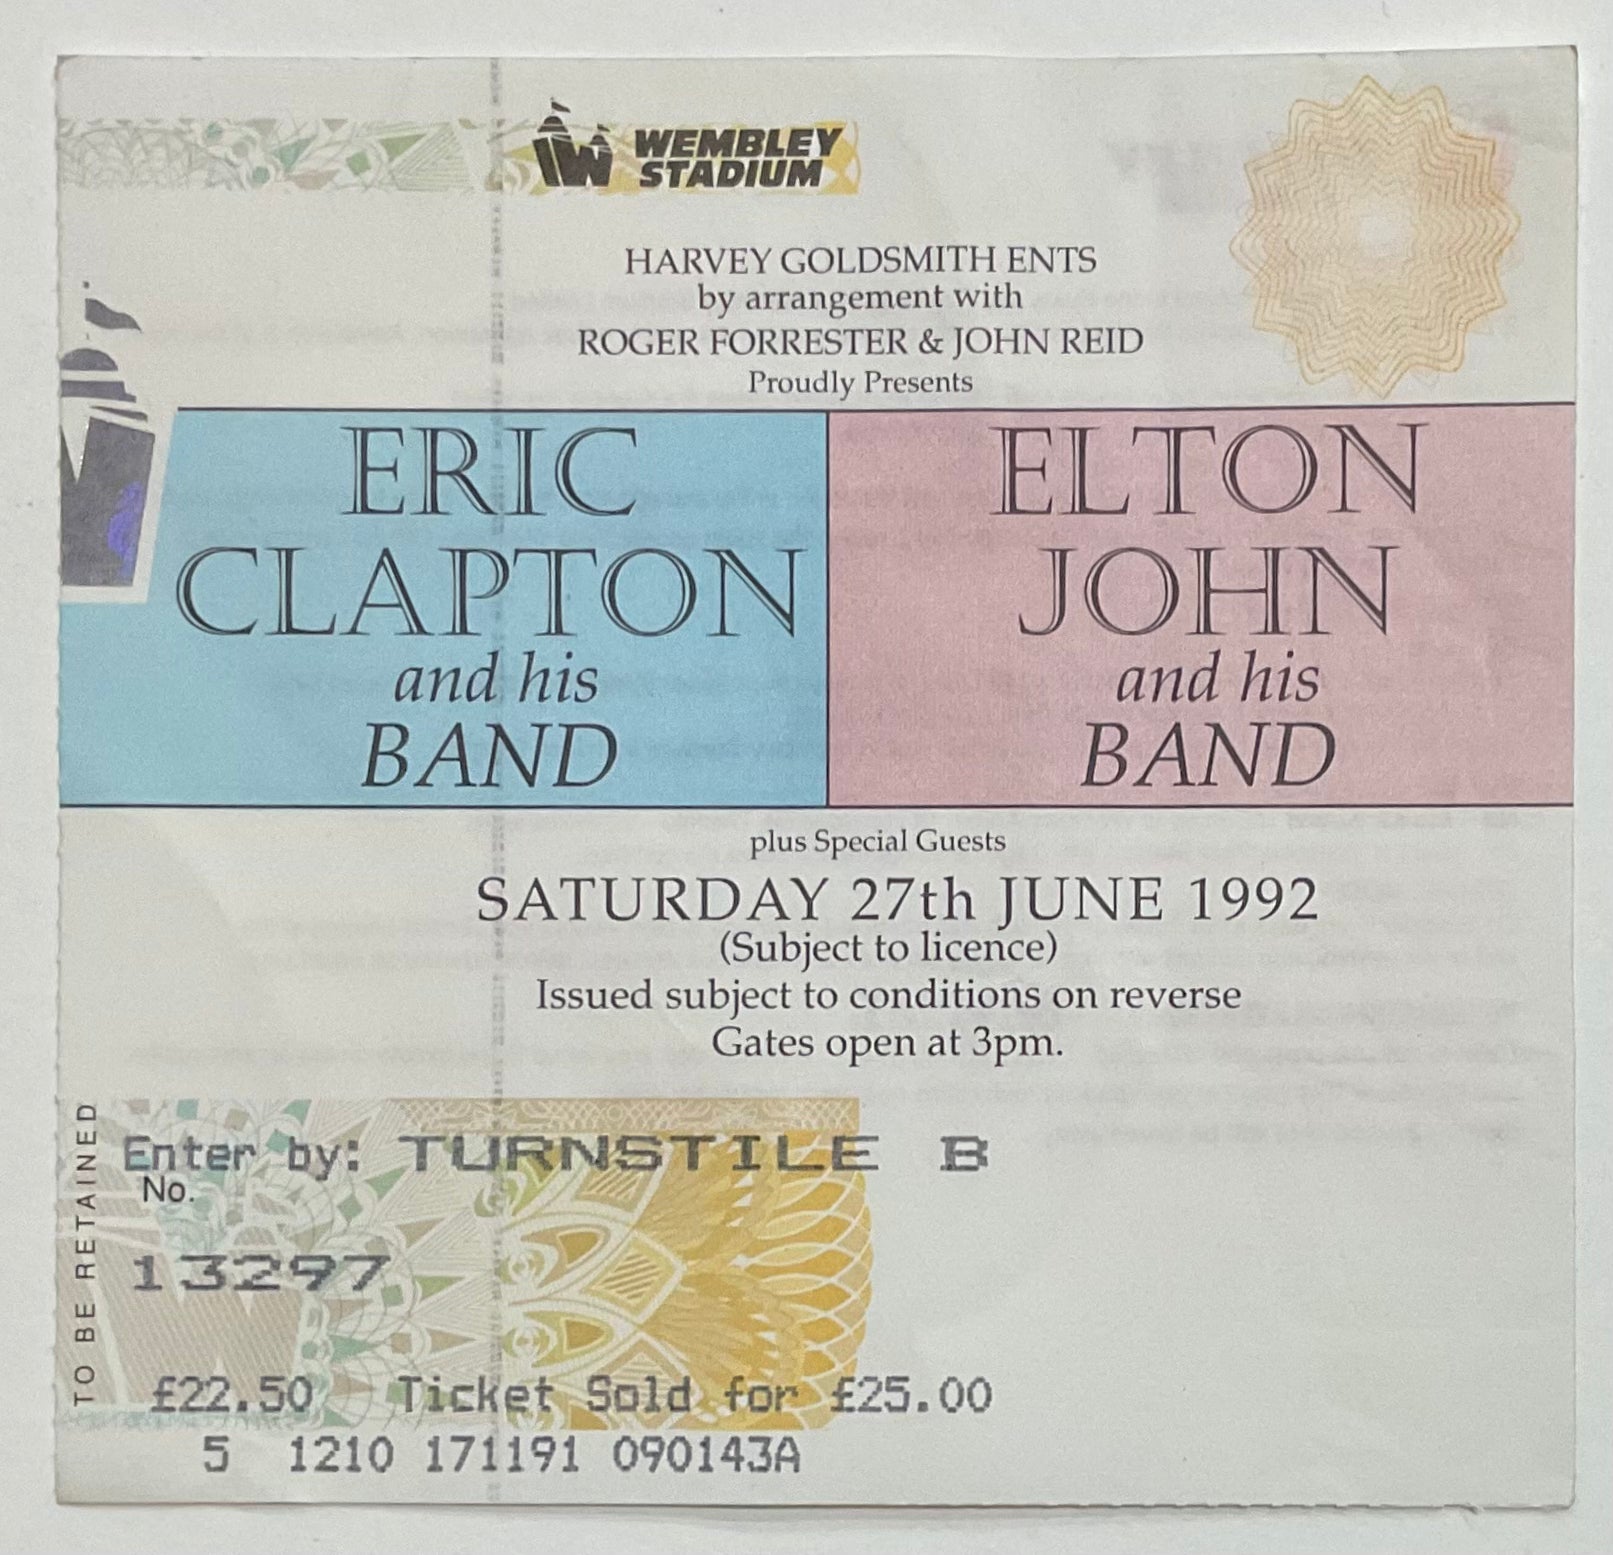 WEMBLEY
STADIUM
HARVEY GOLDSMITH ENTS
by arrangement with
ROGER FORRESTER & JOHN REID
Proudly Presents
ERIC
CLAPTON
and his
BAND
ELTON
JOHN
and his
BAND
plus Special Guests
SATURDAY 27th JUNE 1992
(Subject to licence)
Issued subject to conditions on reverse
Gates open at 3pm.
TO BE RETAINED
Enter by: TURNSTILE B
No.
13297
£22.50 Ticket Sold for £25.00
5 1210 171191 090143A